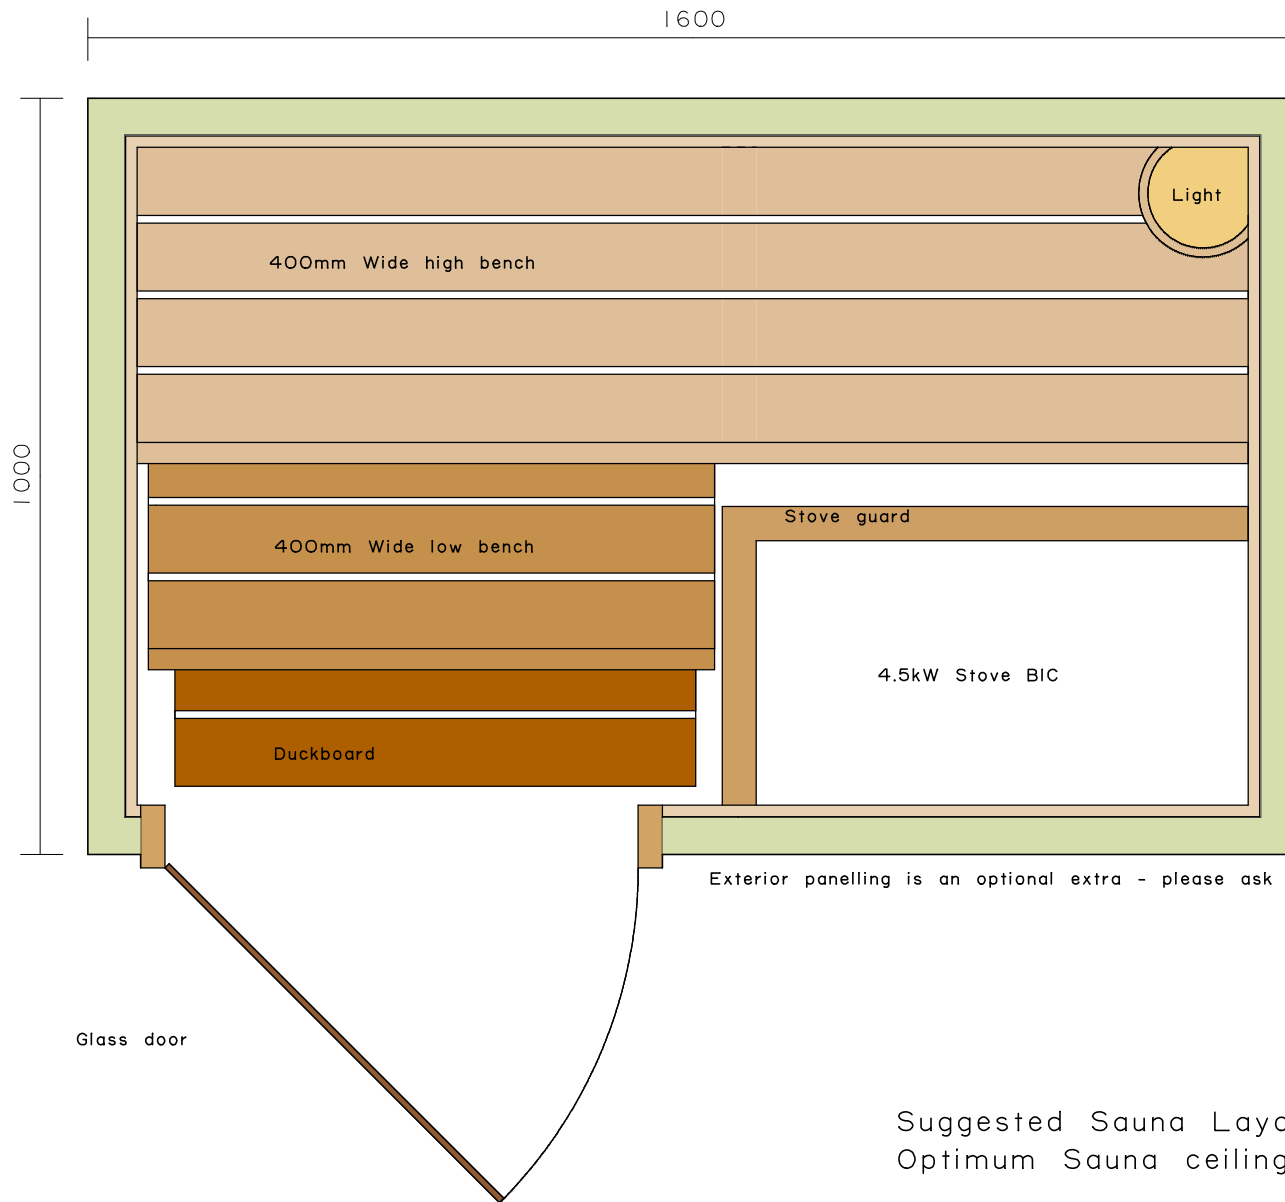 1600
Light
400mm Wide high bench
1000
Stove guard
400mm Wide low bench
4.5kW Stove BIC
Duckboard
Exterior panelling is an optional extra - please ask
Glass door
Suggested Sauna
Optimum Sauna ceiling